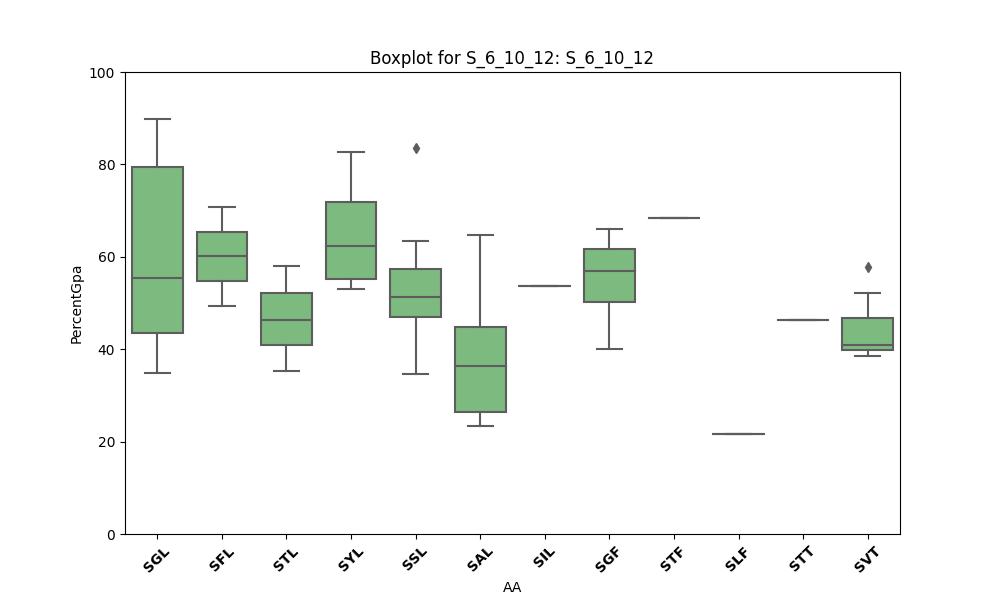 Boxplot for S_6_10_12: S_6_10_12
100
80
60
40
20
0
PercentGpa
SGL SFL STL SYL SSL SAL SIL SGF STF SLF STT SVT
AA